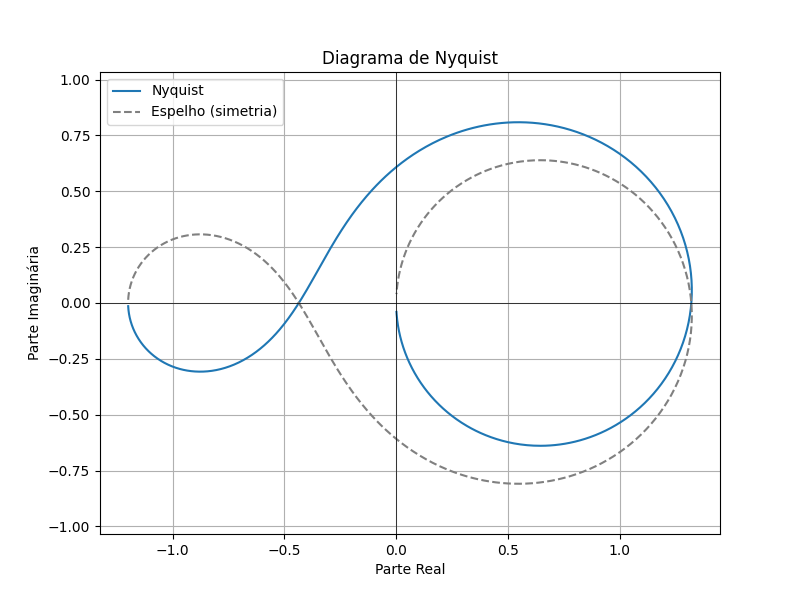 Diagrama de Nyquist
Nyquist
Espelho (simetria)
Parte Imaginária
1.00
0.75
0.50
0.25
0.00
−0.25
−0.50
−0.75
−1.00
−1.0 −0.5 0.0 0.5 1.0
Parte Real